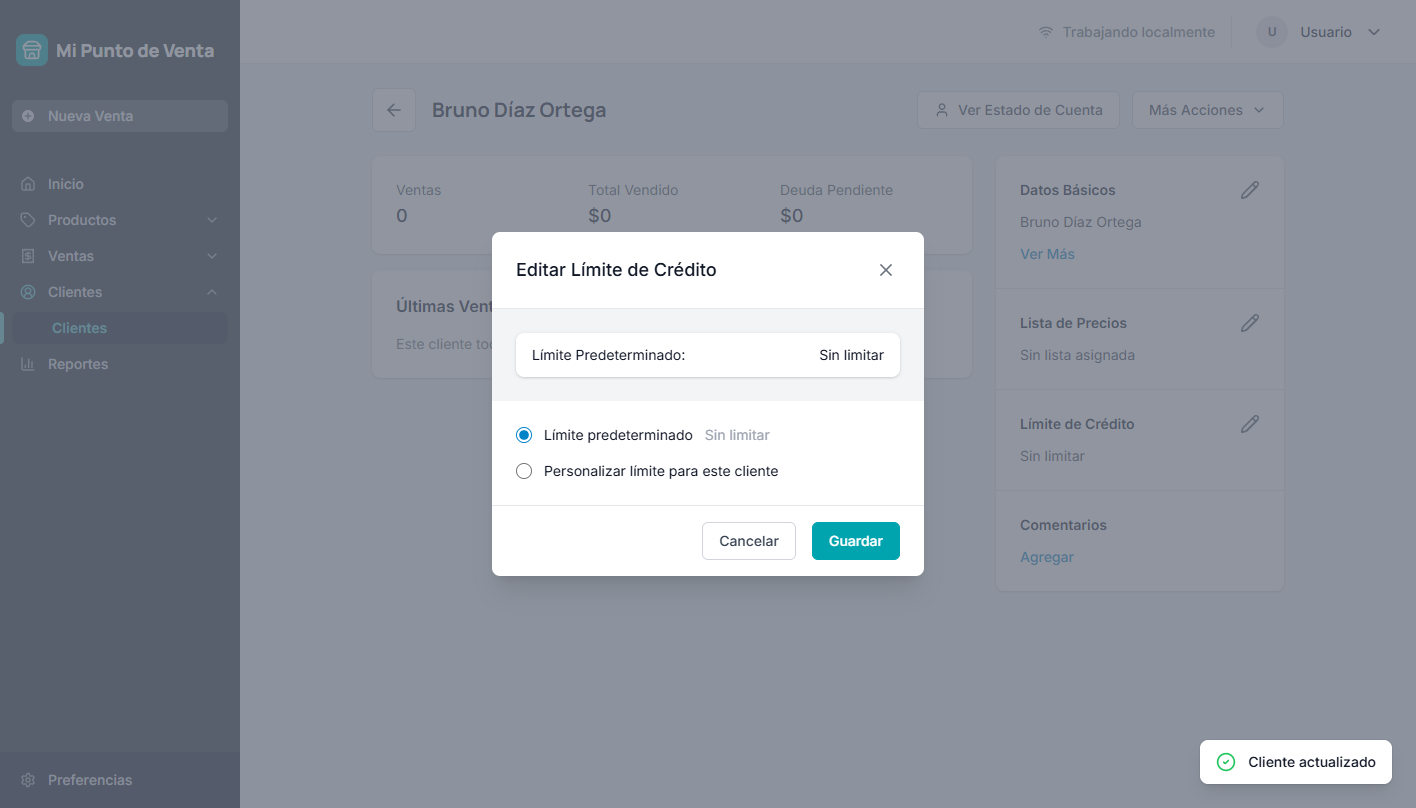 Mi Punto de Venta
Trabajando localmente
U
Usuario
Nueva Venta
Inicio
Productos
Ventas
Clientes
Clientes
Reportes
Preferencias
Bruno Díaz Ortega
Ver Estado de Cuenta
Más Acciones
Ventas
0
Total Vendido
$0
Deuda Pendiente
$0
Últimas Vent
Este cliente to
Datos Básicos
Bruno Díaz Ortega
Ver Más
Lista de Precios
Sin lista asignada
Límite de Crédito
Sin limitar
Comentarios
Agregar
Editar Límite de Crédito
Límite Predeterminado: Sin limitar
Límite predeterminado Sin limitar
Personalizar límite para este cliente
Cancelar
Guardar
Cliente actualizado